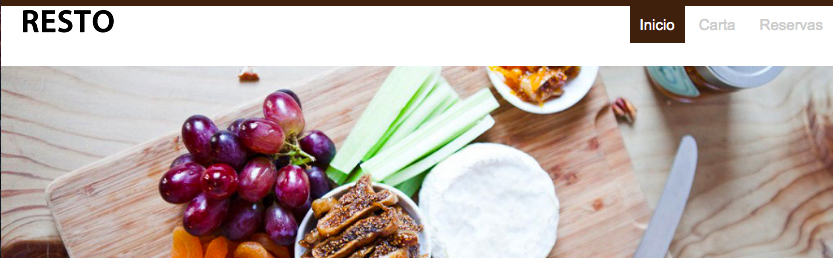 RESTO
Inicio Carta Reservas